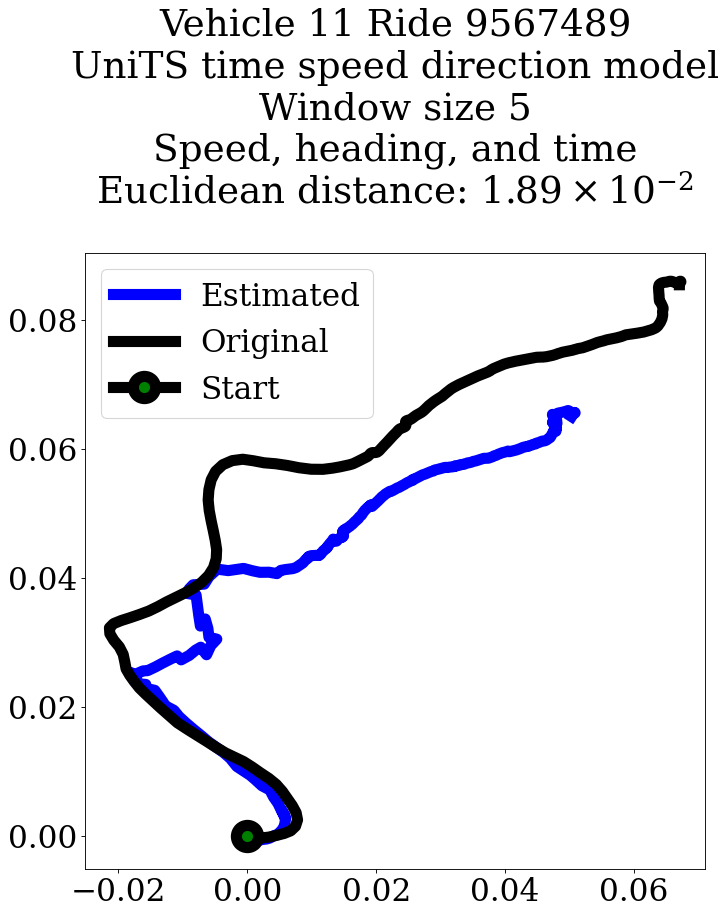 Vehicle 11 Ride 9567489
UniTS time speed direction model
Window size 5
Speed, heading, and time
Euclidean distance: 1.89 × 10⁻²
Estimated
Original
Start
0.08
0.06
0.04
0.02
0.00
−0.02 0.00 0.02 0.04 0.06